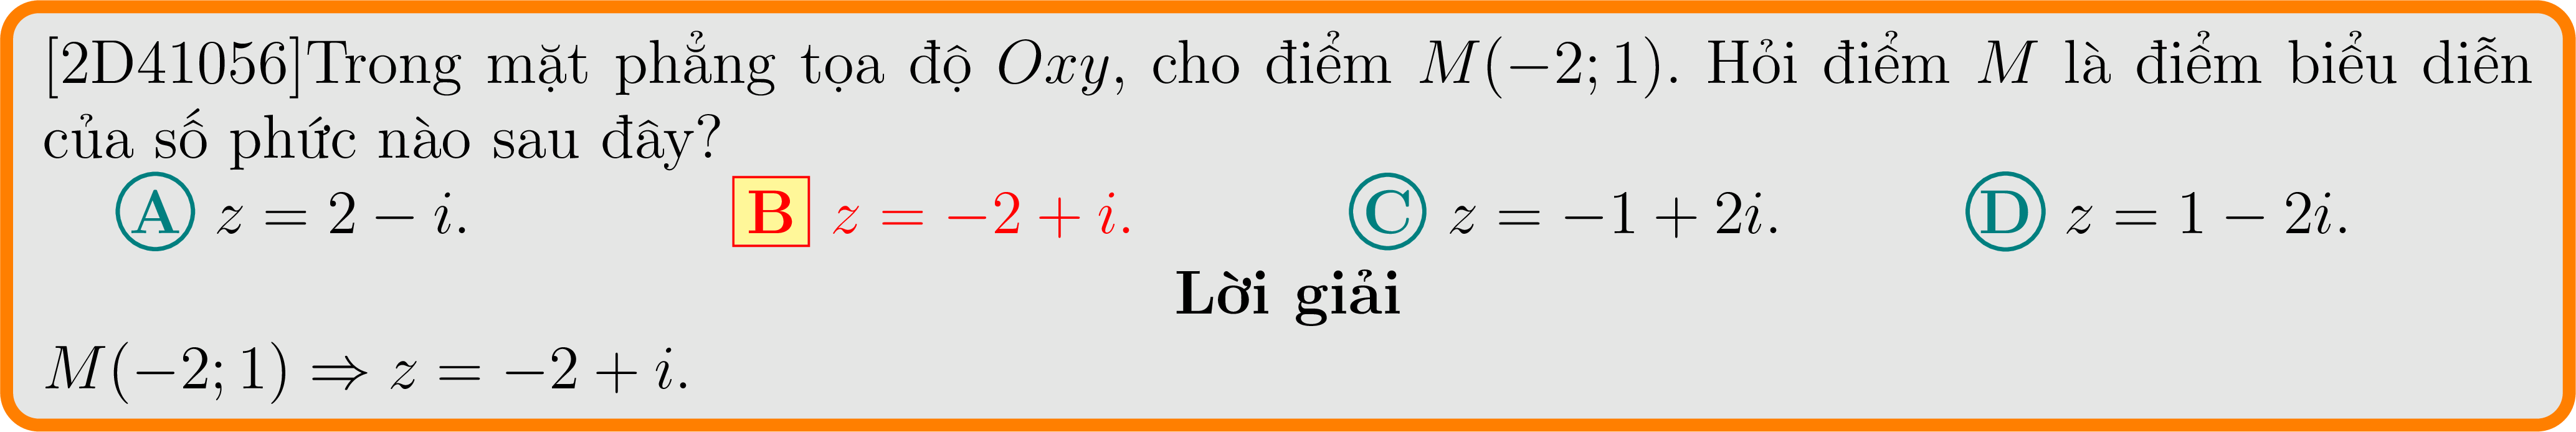 [2D41056]Trong mặt phẳng tọa độ Oxy, cho điểm M(−2; 1). Hỏi điểm M là điểm biểu diễn
của số phức nào sau đây?
A z = 2 − i. B z = −2 + i. C z = −1 + 2i. D z = 1 − 2i.
Lời giải
M(−2; 1) ⇒ z = −2 + i.